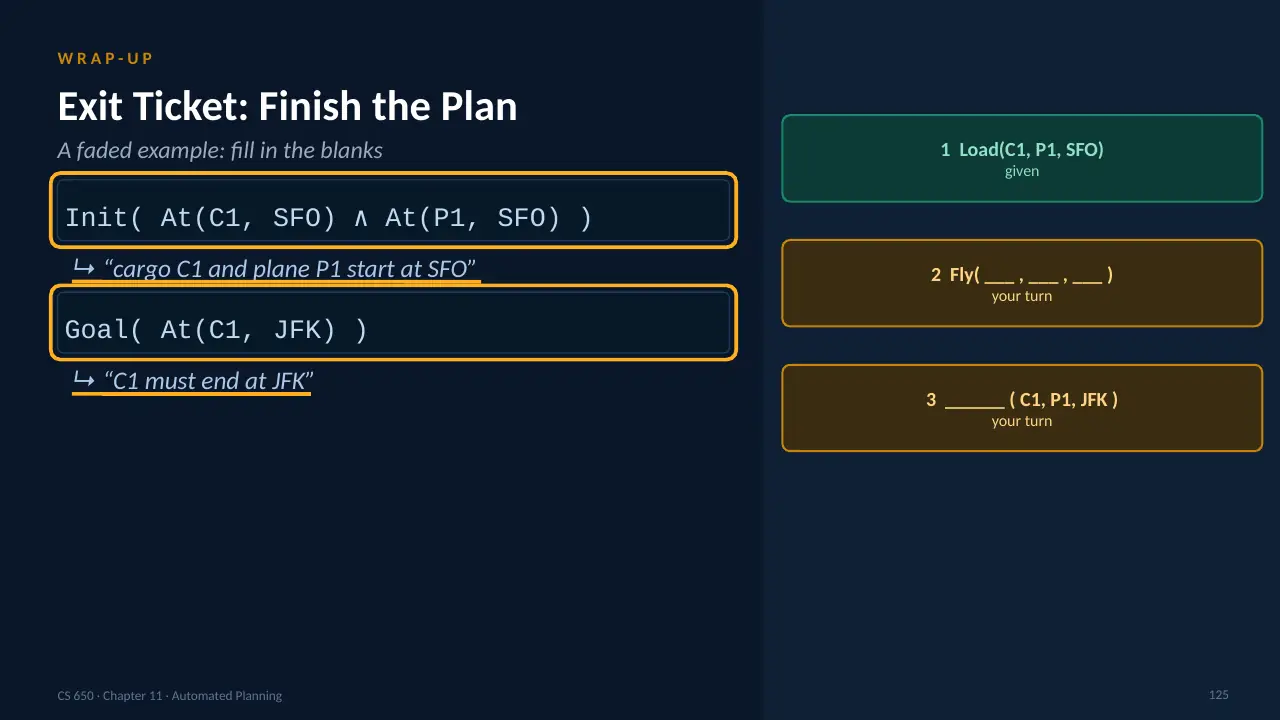 WRAP-UP
Exit Ticket: Finish the Plan
A faded example: fill in the blanks
Init( At(C1, SFO) ∧ At(P1, SFO) )
↳ “cargo C1 and plane P1 start at SFO”
Goal( At(C1, JFK) )
↳ “C1 must end at JFK”
1 Load(C1, P1, SFO)
given
2 Fly( ___ , ___ , ___ )
your turn
3 ______ ( C1, P1, JFK )
your turn
CS 650 · Chapter 11 · Automated Planning
125